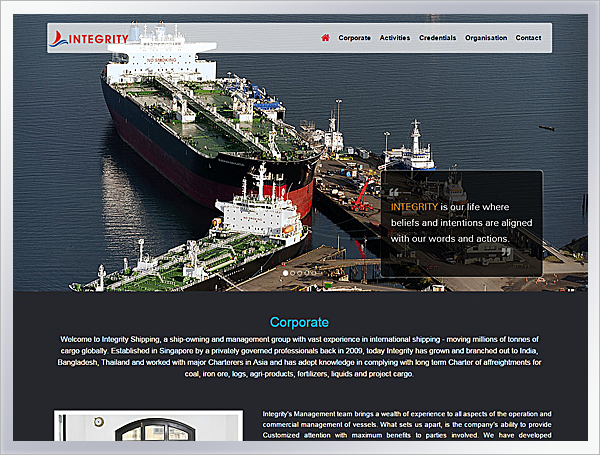 INTEGRITY
Corporate Activities Credentials Organisation Contact
NO SMOKING
“
INTEGRITY is our life where
beliefs and intentions are aligned
with our words and actions.
”
Corporate
Welcome to Integrity Shipping, a ship-owning and management group with vast experience in international shipping - moving millions of tonnes of
cargo globally. Established in Singapore by a privately governed professionals back in 2009, today Integrity has grown and branched out to India,
Bangladesh, Thailand and worked with major Charterers in Asia and has adopt knowledge in complying with long term Charter of affreightments for
coal, iron ore, logs, agri-products, fertilizers, liquids and project cargo.
Integrity's Management team brings a wealth of experience to all aspects of the operation and
commercial management of vessels. What sets us apart, is the company's ability to provide
Customized attention with maximum benefits to parties involved. We have developed